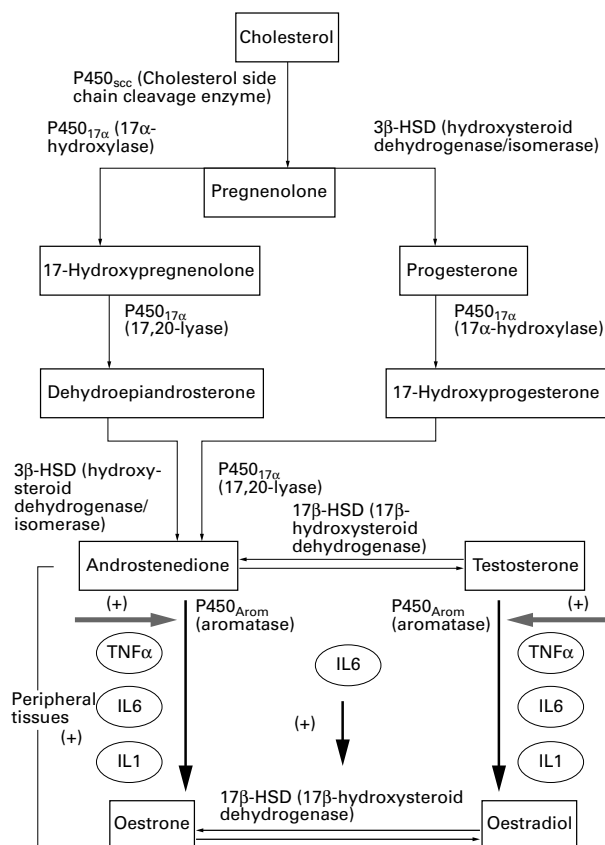 Cholesterol
P450scc (Cholesterol side
chain cleavage enzyme)
P45017α (17α-
hydroxylase)
3β-HSD (hydroxysteroid
dehydrogenase/isomerase)
Pregnenolone
17-Hydroxypregnenolone
Progesterone
P45017α
(17,20-lyase)
P45017α
(17α-hydroxylase)
Dehydroepiandrosterone
17-Hydroxyprogesterone
3β-HSD (hydroxy-
steroid
dehydrogenase/
isomerase)
P45017α
(17,20-lyase)
17β-HSD (17β-
hydroxysteroid
dehydrogenase)
Androstenedione
Testosterone
(+)
P450Arom
(aromatase)
P450Arom
(aromatase)
(+)
TNFα
IL6
TNFα
Peripheral
tissues
(+)
IL6
(+)
IL6
IL1
IL1
17β-HSD (17β-hydroxysteroid
dehydrogenase)
Oestrone
Oestradiol